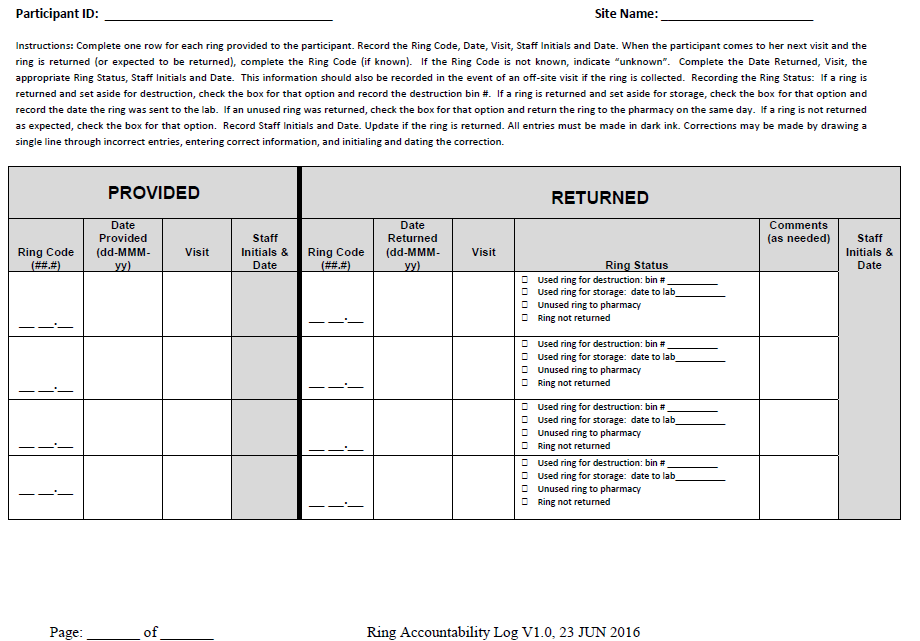 Participant ID: ________________________________ Site Name: _____________________
Instructions: Complete one row for each ring provided to the participant. Record the Ring Code, Date, Visit, Staff Initials and Date. When the participant comes to her next visit and the
ring is returned (or expected to be returned), complete the Ring Code (if known). If the Ring Code is not known, indicate “unknown”. Complete the Date Returned, Visit, the
appropriate Ring Status, Staff Initials and Date. This information should also be recorded in the event of an off-site visit if the ring is collected. Recording the Ring Status: If a ring is
returned and set aside for destruction, check the box for that option and record the destruction bin #. If a ring is returned and set aside for storage, check the box for that option and
record the date the ring was sent to the lab. If an unused ring was returned, check the box for that option and return the ring to the pharmacy on the same day. If a ring is not returned
as expected, check the box for that option. Record Staff Initials and Date. Update if the ring is returned. All entries must be made in dark ink. Corrections may be made by drawing a
single line through incorrect entries, entering correct information, and initialing and dating the correction.
PROVIDED
RETURNED
Ring Code
(##.#)
Date
Provided
(dd-MMM-
yy)
Visit
Staff
Initials &
Date
Ring Code
(##.#)
Date
Returned
(dd-MMM-
yy)
Visit
Ring Status
Comments
(as needed)
Staff
Initials &
Date
__ __.__
__ __.__
☐ Used ring for destruction: bin # __________
☐ Used ring for storage: date to lab__________
☐ Unused ring to pharmacy
☐ Ring not returned
__ __.__
__ __.__
☐ Used ring for destruction: bin # __________
☐ Used ring for storage: date to lab__________
☐ Unused ring to pharmacy
☐ Ring not returned
__ __.__
__ __.__
☐ Used ring for destruction: bin # __________
☐ Used ring for storage: date to lab__________
☐ Unused ring to pharmacy
☐ Ring not returned
__ __.__
__ __.__
☐ Used ring for destruction: bin # __________
☐ Used ring for storage: date to lab__________
☐ Unused ring to pharmacy
☐ Ring not returned
Page: _______ of _______ Ring Accountability Log V1.0, 23 JUN 2016